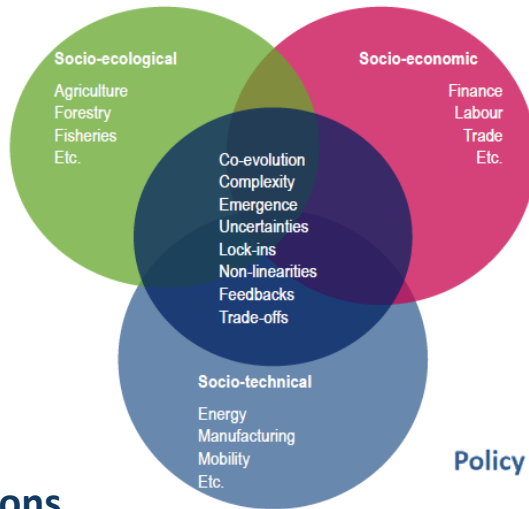 Socio-ecological
Agriculture
Forestry
Fisheries
Etc.
Socio-economic
Finance
Labour
Trade
Etc.
Co-evolution
Complexity
Emergence
Uncertainties
Lock-ins
Non-linearities
Feedbacks
Trade-offs
Socio-technical
Energy
Manufacturing
Mobility
Etc.
Policy
ons